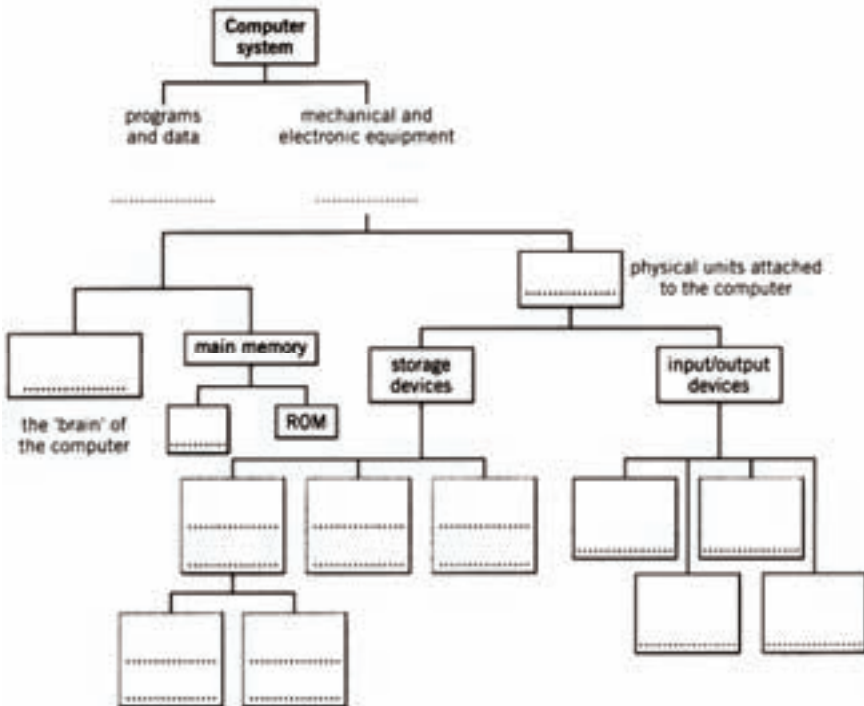 Computer
system
programs
and data
mechanical and
electronic equipment
physical units attached
to the computer
main memory
storage
devices
input/output
devices
ROM
the 'brain' of
the computer